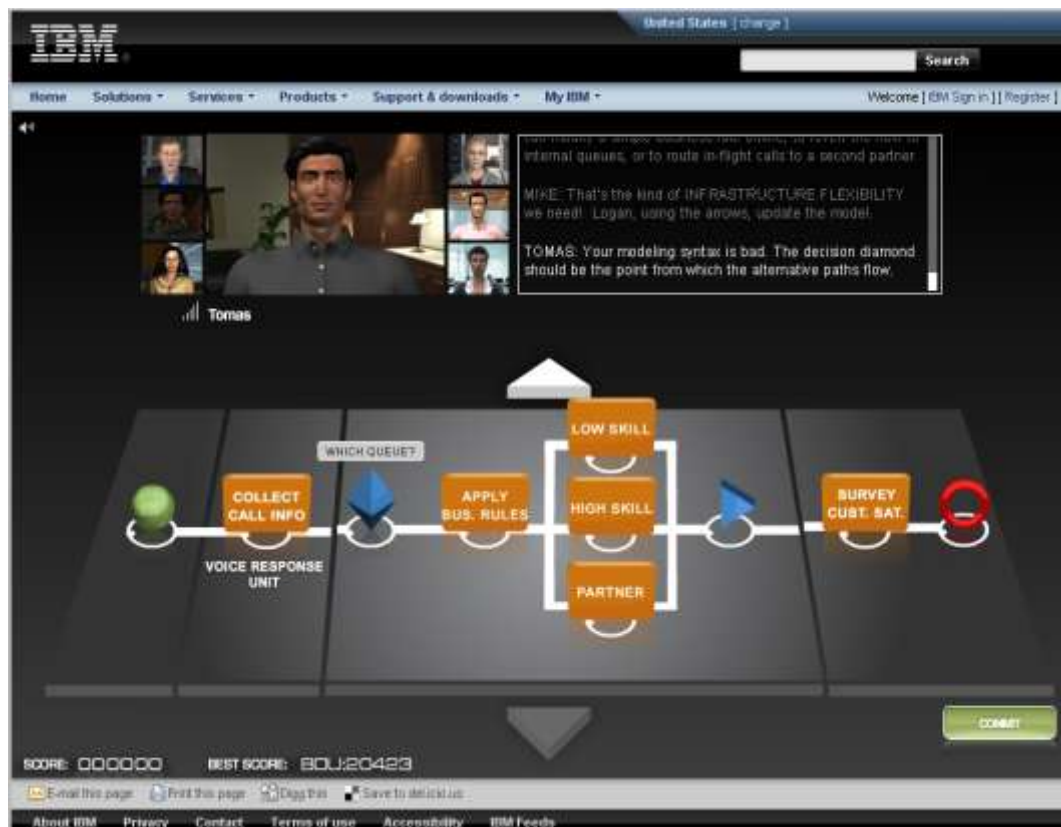 United States [ change ]
IBM
Search
Home Solutions Services Products Support & downloads My IBM Welcome [ IBM Sign in ] [ Register ]
internal queues, or to route in-flight calls to a second partner
MIKE: That's the kind of INFRASTRUCTURE FLEXIBILITY
we need! Logan, using the arrows, update the model.
TOMAS: Your modeling syntax is bad. The decision diamond
should be the point from which the alternative paths flow.
Tomas
LOW SKILL
WHICH QUEUE?
COLLECT
CALL INFO
APPLY
BUS. RULES
HIGH SKILL
SURVEY
CUST. SAT.
VOICE RESPONSE
UNIT
PARTNER
COMMIT
SCORE: 000000 BEST SCORE: BDU:20423
E-mail this page Print this page Digg this Save to del.icio.us
About IBM Privacy Contact Terms of use Accessibility IBM Feeds